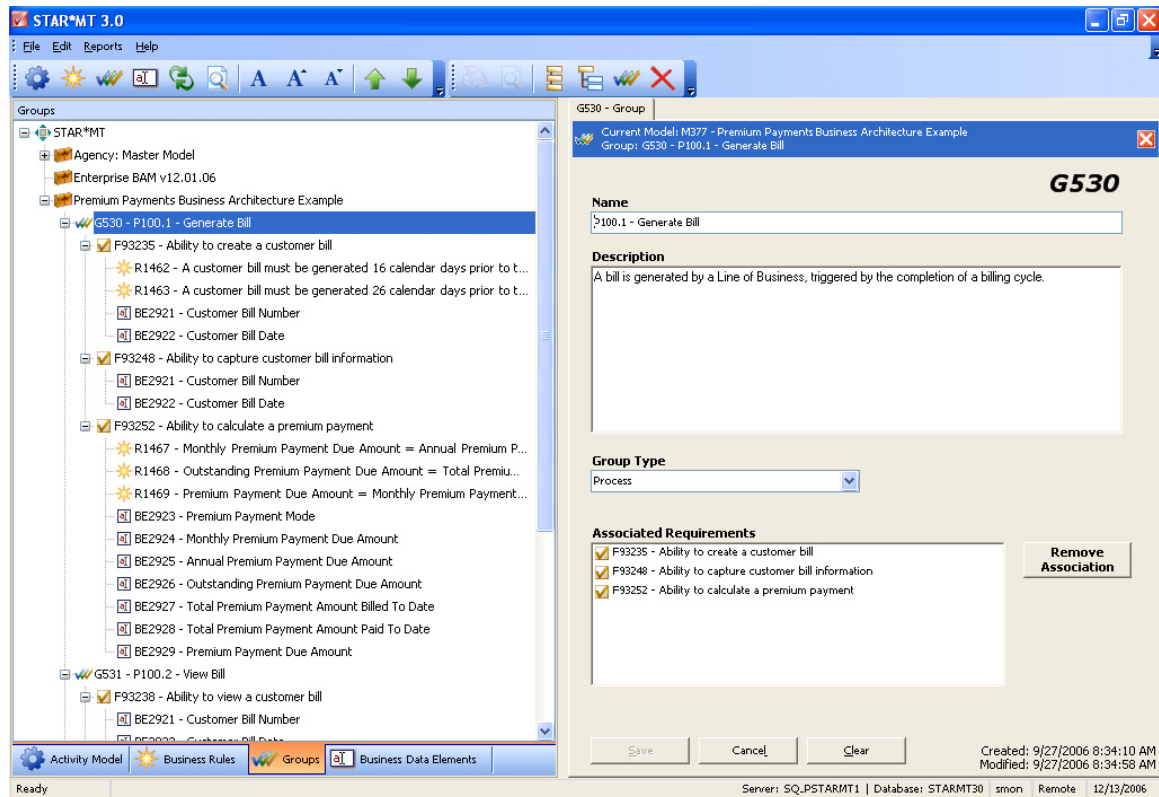 STAR*MT 3.0
File Edit Reports Help
Groups
STAR*MT
Agency: Master Model
Enterprise BAM v12.01.06
Premium Payments Business Architecture Example
G530 - P100.1 - Generate Bill
F93235 - Ability to create a customer bill
R1462 - A customer bill must be generated 16 calendar days prior to t...
R1463 - A customer bill must be generated 26 calendar days prior to t...
BE2921 - Customer Bill Number
BE2922 - Customer Bill Date
F93248 - Ability to capture customer bill information
BE2921 - Customer Bill Number
BE2922 - Customer Bill Date
F93252 - Ability to calculate a premium payment
R1467 - Monthly Premium Payment Due Amount = Annual Premium P...
R1468 - Outstanding Premium Payment Due Amount = Total Premiu...
R1469 - Premium Payment Due Amount = Monthly Premium Payment...
BE2923 - Premium Payment Mode
BE2924 - Monthly Premium Payment Due Amount
BE2925 - Annual Premium Payment Due Amount
BE2926 - Outstanding Premium Payment Due Amount
BE2927 - Total Premium Payment Amount Billed To Date
BE2928 - Total Premium Payment Amount Paid To Date
BE2929 - Premium Payment Due Amount
G531 - P100.2 - View Bill
F93238 - Ability to view a customer bill
BE2921 - Customer Bill Number
BE2922 - Customer Bill Date
Activity Model Business Rules Groups Business Data Elements
G530 - Group
Current Model: M377 - Premium Payments Business Architecture Example
Group: G530 - P100.1 - Generate Bill
G530
Name
P100.1 - Generate Bill
Description
A bill is generated by a Line of Business, triggered by the completion of a billing cycle.
Group Type
Process
Associated Requirements
F93235 - Ability to create a customer bill
F93248 - Ability to capture customer bill information
F93252 - Ability to calculate a premium payment
Remove
Association
Save Cancel Clear
Created: 9/27/2006 8:34:10 AM
Modified: 9/27/2006 8:34:58 AM
Ready
Server: SQ_PSTARMT1 | Database: STARMT30 smon Remote 12/13/2006